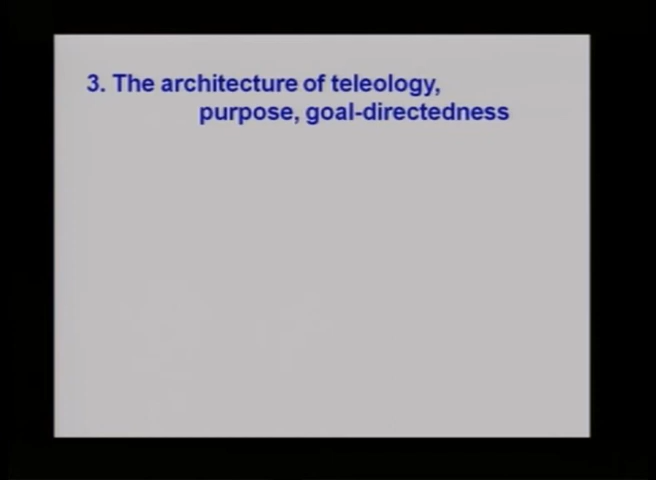 3. The architecture of teleology,
purpose, goal-directedness